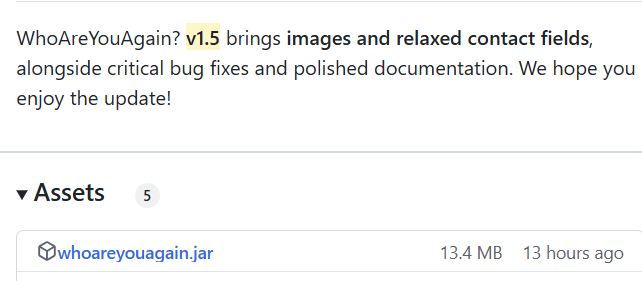 WhoAreYouAgain? v1.5 brings images and relaxed contact fields,
alongside critical bug fixes and polished documentation. We hope you
enjoy the update!
Assets 5
whoareyouagain.jar 13.4 MB 13 hours ago